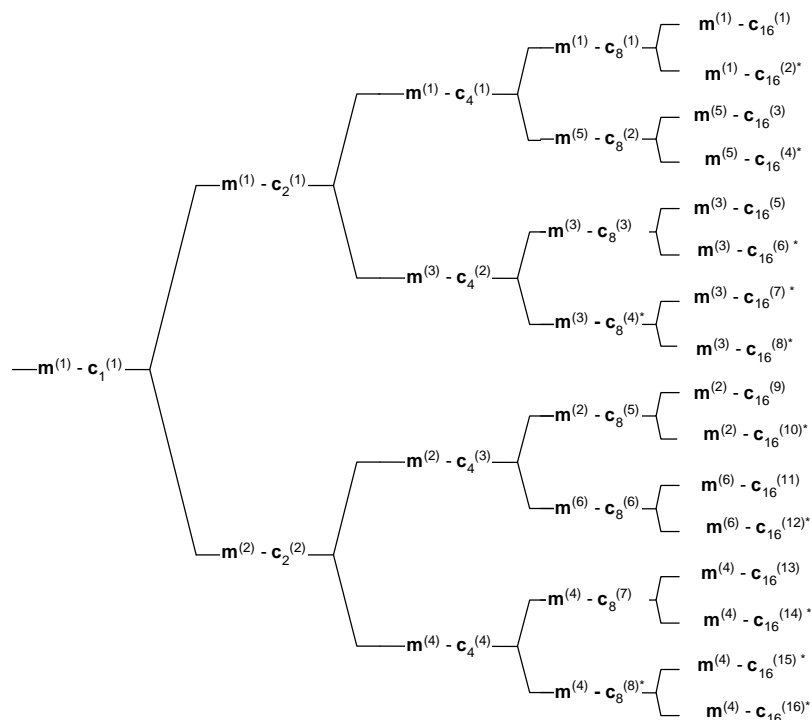 m⁽¹⁾ - c₁₆⁽¹⁾
m⁽¹⁾ - c₈⁽¹⁾
m⁽¹⁾ - c₁₆⁽²⁾*
m⁽¹⁾ - c₄⁽¹⁾
m⁽⁵⁾ - c₁₆⁽³⁾
m⁽⁵⁾ - c₈⁽²⁾
m⁽⁵⁾ - c₁₆⁽⁴⁾*
m⁽¹⁾ - c₂⁽¹⁾
m⁽³⁾ - c₁₆⁽⁵⁾
m⁽³⁾ - c₈⁽³⁾
m⁽³⁾ - c₁₆⁽⁶⁾ *
m⁽³⁾ - c₄⁽²⁾
m⁽³⁾ - c₁₆⁽⁷⁾ *
m⁽³⁾ - c₈⁽⁴⁾*
m⁽³⁾ - c₁₆⁽⁸⁾*
m⁽¹⁾ - c₁⁽¹⁾
m⁽²⁾ - c₁₆⁽⁹⁾
m⁽²⁾ - c₈⁽⁵⁾
m⁽²⁾ - c₁₆⁽¹⁰⁾*
m⁽²⁾ - c₄⁽³⁾
m⁽⁶⁾ - c₁₆⁽¹¹⁾
m⁽⁶⁾ - c₈⁽⁶⁾
m⁽⁶⁾ - c₁₆⁽¹²⁾*
m⁽²⁾ - c₂⁽²⁾
m⁽⁴⁾ - c₁₆⁽¹³⁾
m⁽⁴⁾ - c₈⁽⁷⁾
m⁽⁴⁾ - c₁₆⁽¹⁴⁾*
m⁽⁴⁾ - c₄⁽⁴⁾
m⁽⁴⁾ - c₁₆⁽¹⁵⁾ *
m⁽⁴⁾ - c₈⁽⁸⁾*
m⁽⁴⁾ - c₁₆⁽¹⁶⁾*